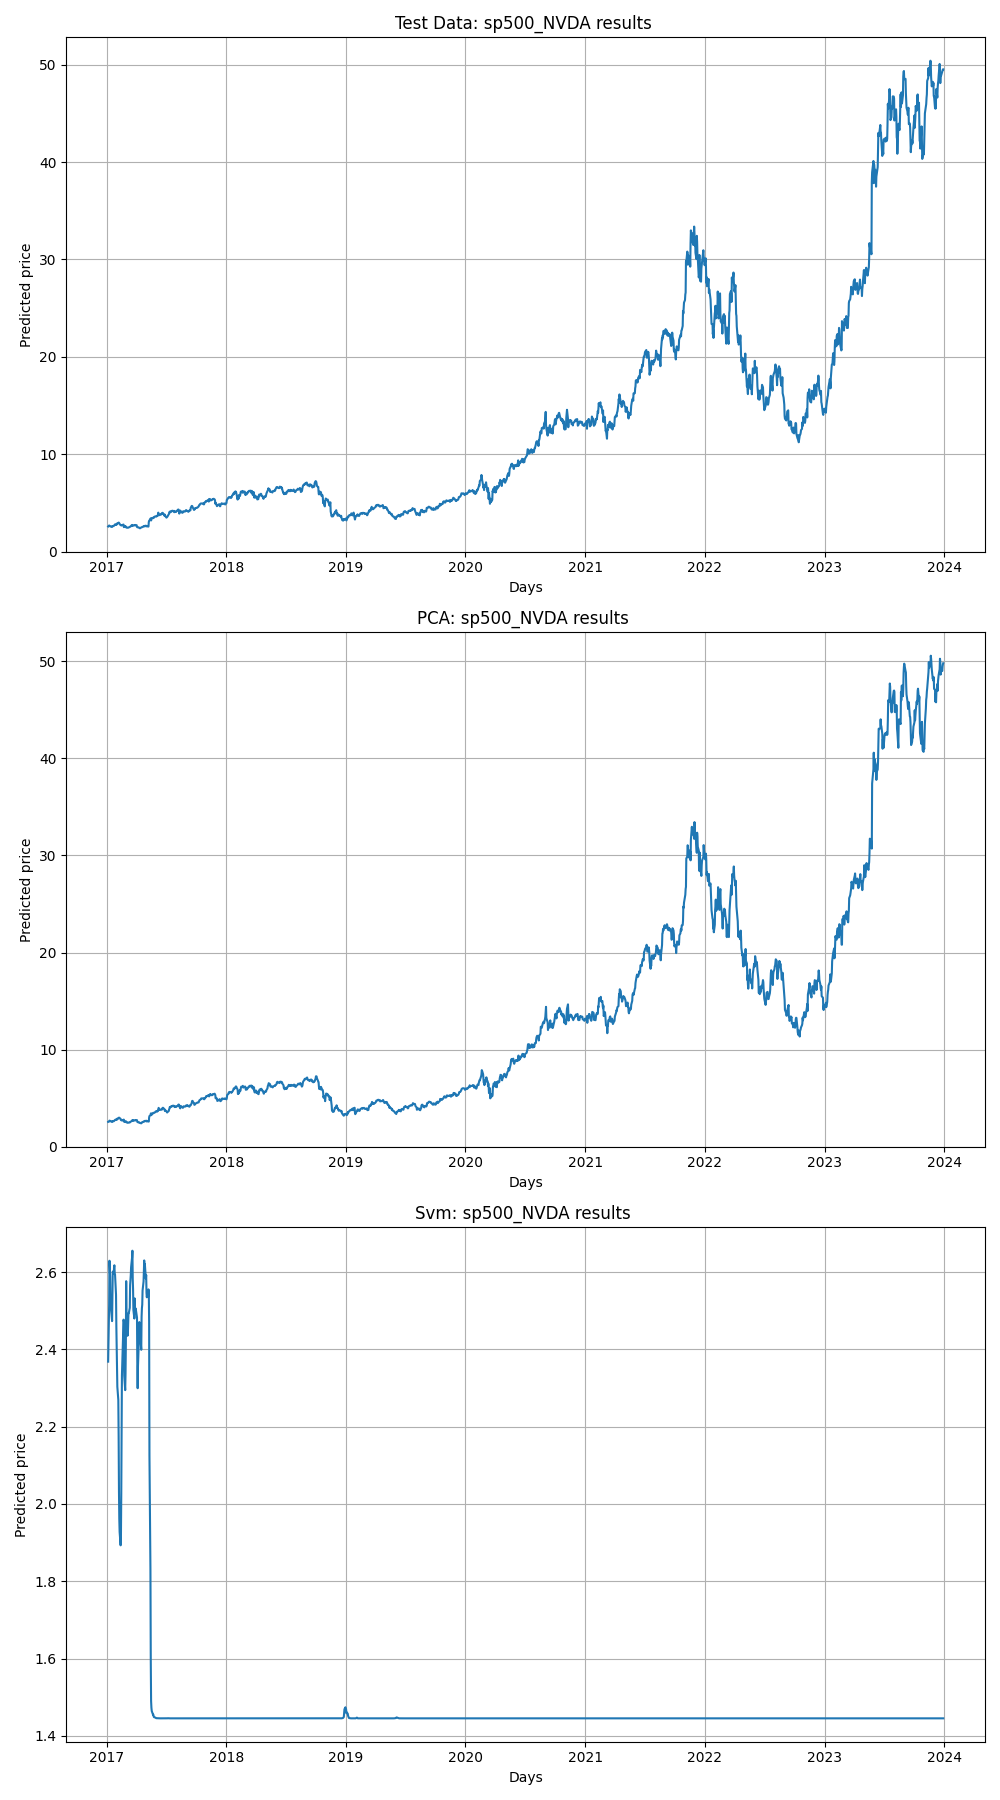 Test Data: sp500_NVDA results
Predicted price
50
40
30
20
10
0
2017 2018 2019 2020 2021 2022 2023 2024
Days
PCA: sp500_NVDA results
Predicted price
50
40
30
20
10
0
2017 2018 2019 2020 2021 2022 2023 2024
Days
Svm: sp500_NVDA results
Predicted price
2.6
2.4
2.2
2.0
1.8
1.6
1.4
2017 2018 2019 2020 2021 2022 2023 2024
Days